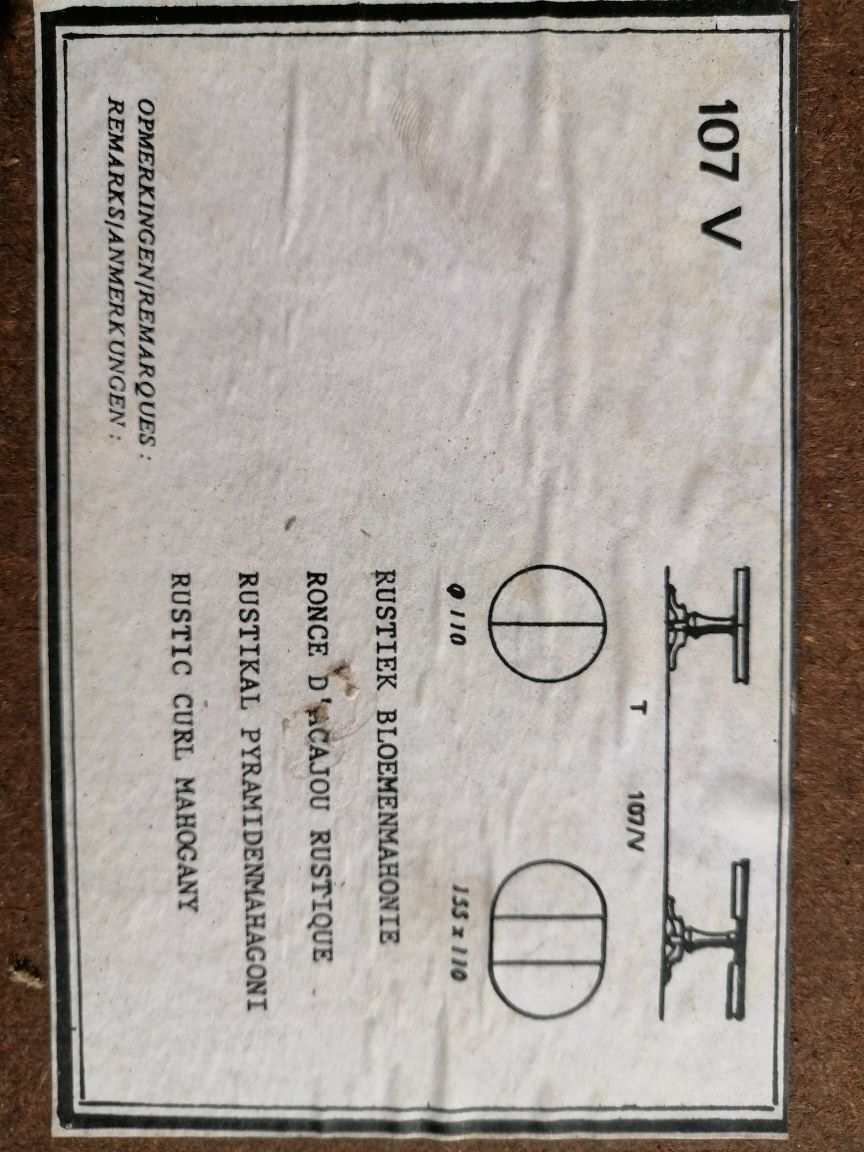 107 V
T 107/V
Ø 110 155 x 110
RUSTIEK BLOEMENMAHONIE
RONCE D'ACAJOU RUSTIQUE
RUSTIKAL PYRAMIDENMAHAGONI
RUSTIC CURL MAHOGANY
OPMERKINGEN/REMARQUES :
REMARKS/ANMERKUNGEN :